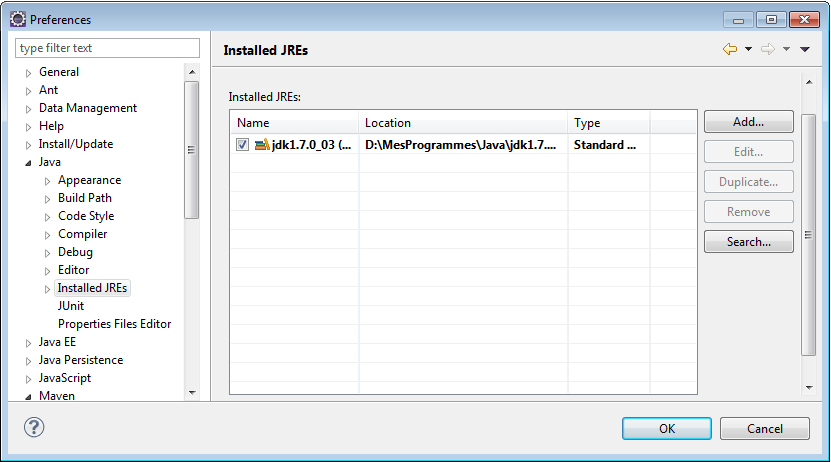 Preferences
type filter text
General
Ant
Data Management
Help
Install/Update
Java
Appearance
Build Path
Code Style
Compiler
Debug
Editor
Installed JREs
JUnit
Properties Files Editor
Java EE
Java Persistence
JavaScript
Maven
Installed JREs
Installed JREs:
Name Location Type
jdk1.7.0_03 (... D:\MesProgrammes\Java\jdk1.7.... Standard ...
Add...
Edit...
Duplicate...
Remove
Search...
?
OK Cancel